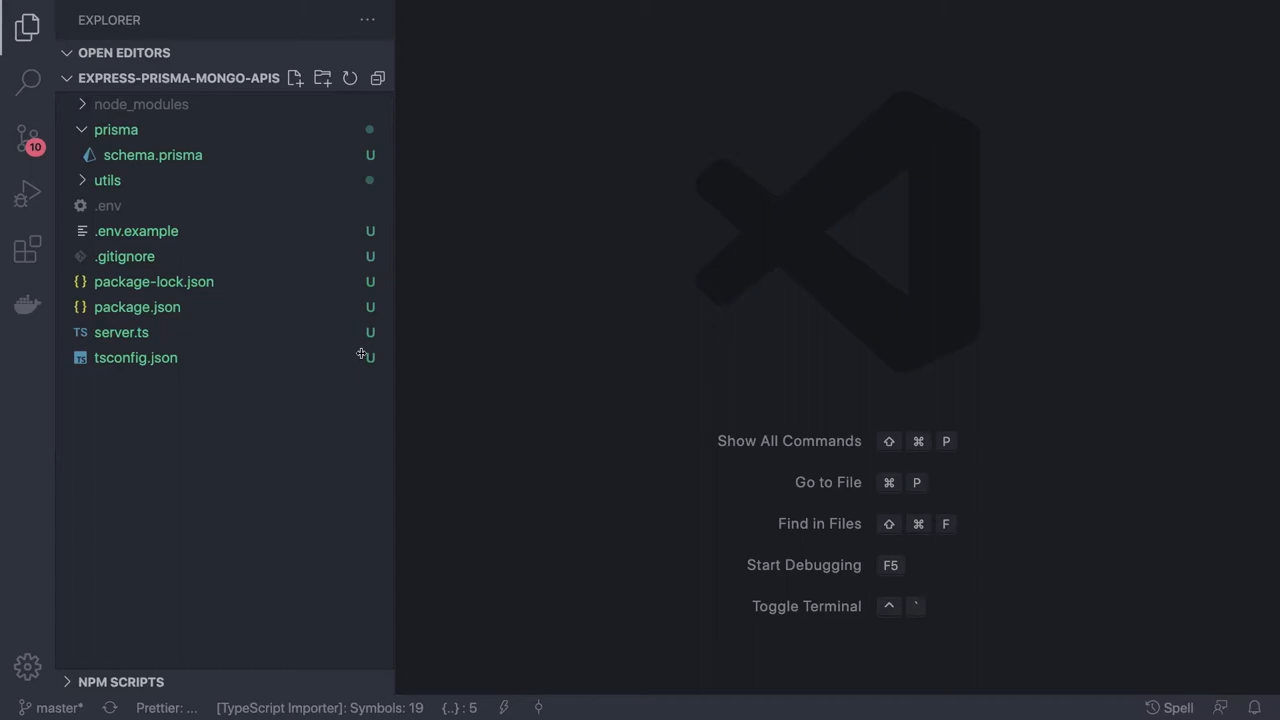 EXPLORER
OPEN EDITORS
EXPRESS-PRISMA-MONGO-APIS
node_modules
prisma
schema.prisma U
utils
.env
.env.example U
.gitignore U
{} package-lock.json U
{} package.json U
TS server.ts U
TS tsconfig.json U
10
Show All Commands ⇧ ⌘ P
Go to File ⌘ P
Find in Files ⇧ ⌘ F
Start Debugging F5
Toggle Terminal ^ `
NPM SCRIPTS
master* Prettier: ... [TypeScript Importer]: Symbols: 19 {..} : 5 Spell